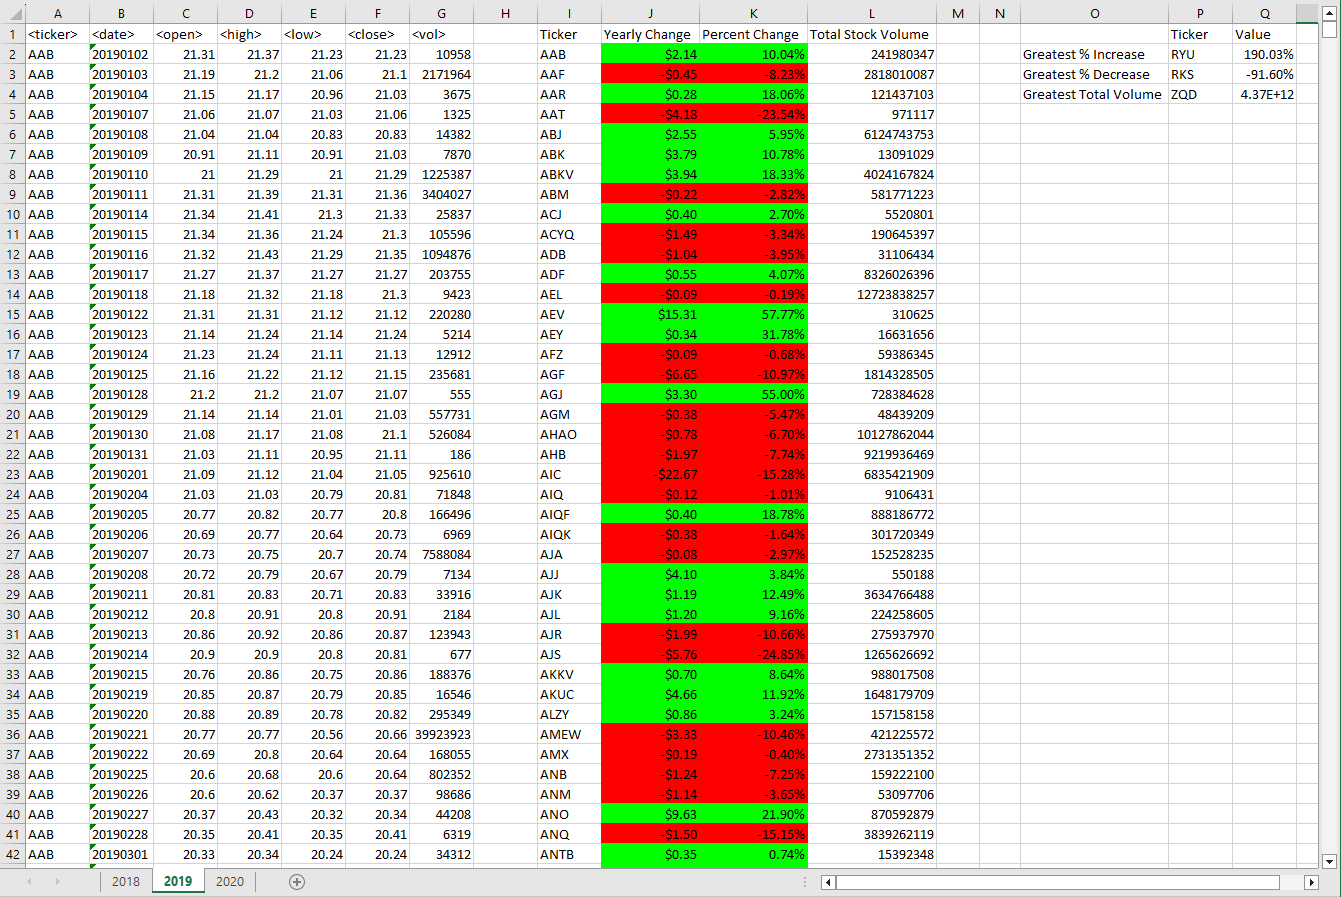 A B C D E F G H I J K L M N O P Q
1 <ticker> <date> <open> <high> <low> <close> <vol> Ticker Yearly Change Percent Change Total Stock Volume Ticker Value
2 AAB 20190102 21.31 21.37 21.23 21.23 10958 AAB $2.14 10.04% 241980347 Greatest % Increase RYU 190.03%
3 AAB 20190103 21.19 21.2 21.06 21.1 2171964 AAF -$0.45 -8.23% 2818010087 Greatest % Decrease RKS -91.60%
4 AAB 20190104 21.15 21.17 20.96 21.03 3675 AAR $0.28 18.06% 121437103 Greatest Total Volume ZQD 4.37E+12
5 AAB 20190107 21.06 21.07 21.03 21.06 1325 AAT -$4.18 -23.54% 971117
6 AAB 20190108 21.04 21.04 20.83 20.83 14382 ABJ $2.55 5.95% 6124743753
7 AAB 20190109 20.91 21.11 20.91 21.03 7870 ABK $3.79 10.78% 13091029
8 AAB 20190110 21 21.29 21 21.29 1225387 ABKV $3.94 18.33% 4024167824
9 AAB 20190111 21.31 21.39 21.31 21.36 3404027 ABM -$0.22 -2.82% 581771223
10 AAB 20190114 21.34 21.41 21.3 21.33 25837 ACJ $0.40 2.70% 5520801
11 AAB 20190115 21.34 21.36 21.24 21.3 105596 ACYQ -$1.49 -3.34% 190645397
12 AAB 20190116 21.32 21.43 21.29 21.35 1094876 ADB -$1.04 -3.95% 31106434
13 AAB 20190117 21.27 21.37 21.27 21.27 203755 ADF $0.55 4.07% 8326026396
14 AAB 20190118 21.18 21.32 21.18 21.3 9423 AEL -$0.09 -0.19% 12723838257
15 AAB 20190122 21.31 21.31 21.12 21.12 220280 AEV $15.31 57.77% 310625
16 AAB 20190123 21.14 21.24 21.14 21.24 5214 AEY $0.34 31.78% 16631656
17 AAB 20190124 21.23 21.24 21.11 21.13 12912 AFZ -$0.09 -0.68% 59386345
18 AAB 20190125 21.16 21.22 21.12 21.15 235681 AGF -$6.65 -10.97% 1814328505
19 AAB 20190128 21.2 21.2 21.07 21.07 555 AGJ $3.30 55.00% 728384628
20 AAB 20190129 21.14 21.14 21.01 21.03 557731 AGM -$0.38 -5.47% 48439209
21 AAB 20190130 21.08 21.17 21.08 21.1 526084 AHAO -$0.78 -6.70% 10127862044
22 AAB 20190131 21.03 21.11 20.95 21.11 186 AHB -$1.97 -7.74% 9219936469
23 AAB 20190201 21.09 21.12 21.04 21.05 925610 AIC -$22.67 -15.28% 6835421909
24 AAB 20190204 21.03 21.03 20.79 20.81 71848 AIQ -$0.12 -1.01% 9106431
25 AAB 20190205 20.77 20.82 20.77 20.8 166496 AIQF $0.40 18.78% 888186772
26 AAB 20190206 20.69 20.77 20.64 20.73 6969 AIQK -$0.38 -1.64% 301720349
27 AAB 20190207 20.73 20.75 20.7 20.74 7588084 AJA -$0.08 -2.97% 152528235
28 AAB 20190208 20.72 20.79 20.67 20.79 7134 AJJ $4.10 3.84% 550188
29 AAB 20190211 20.81 20.83 20.71 20.83 33916 AJK $1.19 12.49% 3634766488
30 AAB 20190212 20.8 20.91 20.8 20.91 2184 AJL $1.20 9.16% 224258605
31 AAB 20190213 20.86 20.92 20.86 20.87 123943 AJR -$1.99 -10.66% 275937970
32 AAB 20190214 20.9 20.9 20.8 20.81 677 AJS -$5.76 -24.85% 1265626692
33 AAB 20190215 20.76 20.86 20.75 20.86 188376 AKKV $0.70 8.64% 988017508
34 AAB 20190219 20.85 20.87 20.79 20.85 16546 AKUC $4.66 11.92% 1648179709
35 AAB 20190220 20.88 20.89 20.78 20.82 295349 ALZY $0.86 3.24% 157158158
36 AAB 20190221 20.77 20.77 20.56 20.66 39923923 AMEW -$3.33 -10.46% 421225572
37 AAB 20190222 20.69 20.8 20.64 20.64 168055 AMX -$0.19 -0.40% 2731351352
38 AAB 20190225 20.6 20.68 20.6 20.64 802352 ANB -$1.24 -7.25% 159222100
39 AAB 20190226 20.6 20.62 20.37 20.37 98686 ANM -$1.14 -3.65% 53097706
40 AAB 20190227 20.37 20.43 20.32 20.34 44208 ANO $9.63 21.90% 870592879
41 AAB 20190228 20.35 20.41 20.35 20.41 6319 ANQ -$1.50 -15.15% 3839262119
42 AAB 20190301 20.33 20.34 20.24 20.24 34312 ANTB $0.35 0.74% 15392348
2018 2019 2020